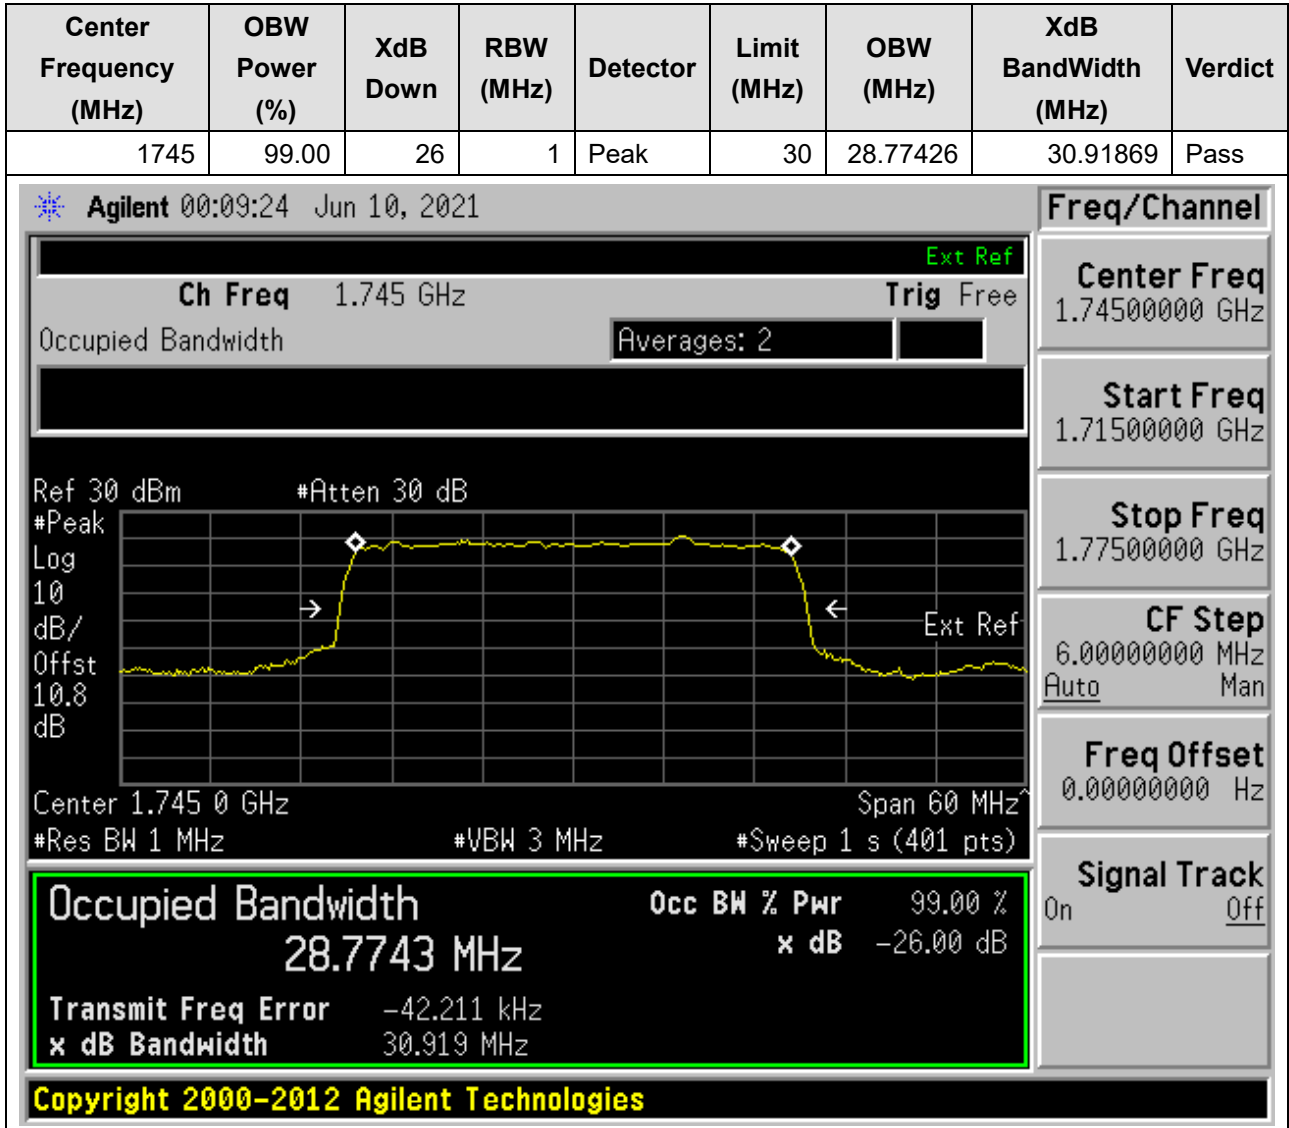 Center Frequency (MHz) OBW Power (%) XdB Down RBW (MHz) Detector Limit (MHz) OBW (MHz) XdB BandWidth (MHz) Verdict
1745 99.00 26 1 Peak 30 28.77426 30.91869 Pass
Agilent 00:09:24 Jun 10, 2021
Ext Ref
Ch Freq 1.745 GHz Trig Free
Occupied Bandwidth Averages: 2
Ref 30 dBm #Atten 30 dB
#Peak
Log
10
dB/
Offst
10.8
dB
Ext Ref
Center 1.745 0 GHz Span 60 MHz^
#Res BW 1 MHz #VBW 3 MHz #Sweep 1 s (401 pts)
Occupied Bandwidth
28.7743 MHz
Occ BW % Pwr 99.00 %
x dB -26.00 dB
Transmit Freq Error -42.211 kHz
x dB Bandwidth 30.919 MHz
Copyright 2000-2012 Agilent Technologies
Freq/Channel
Center Freq
1.74500000 GHz
Start Freq
1.71500000 GHz
Stop Freq
1.77500000 GHz
CF Step
6.00000000 MHz
Auto Man
Freq Offset
0.00000000 Hz
Signal Track
On Off